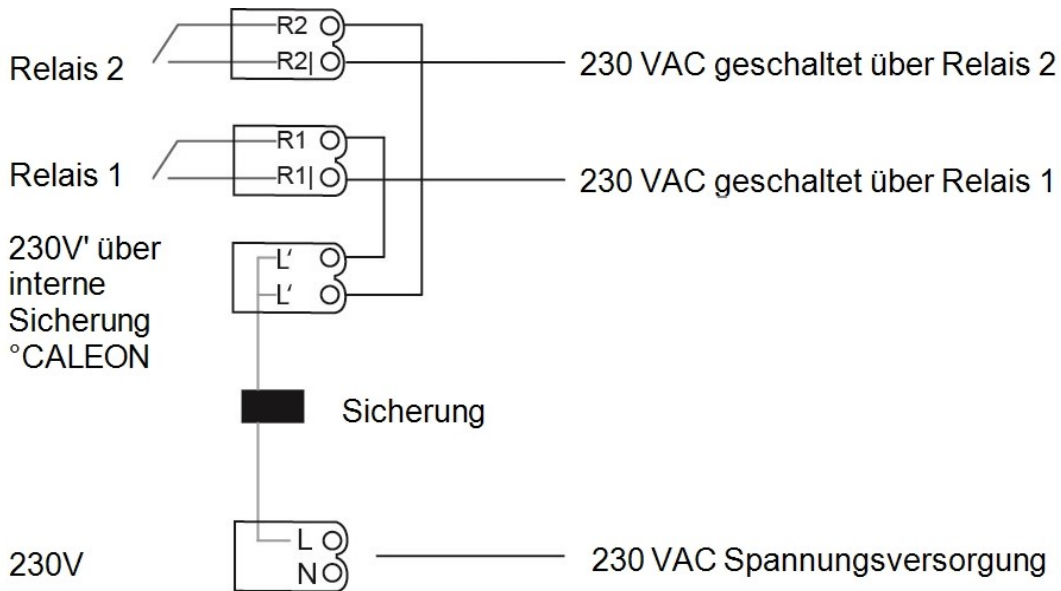 R2
R2|
Relais 2
230 VAC geschaltet über Relais 2
R1
R1|
Relais 1
230 VAC geschaltet über Relais 1
230V' über
interne
Sicherung
°CALEON
L'
L'
Sicherung
230V
L
N
230 VAC Spannungsversorgung